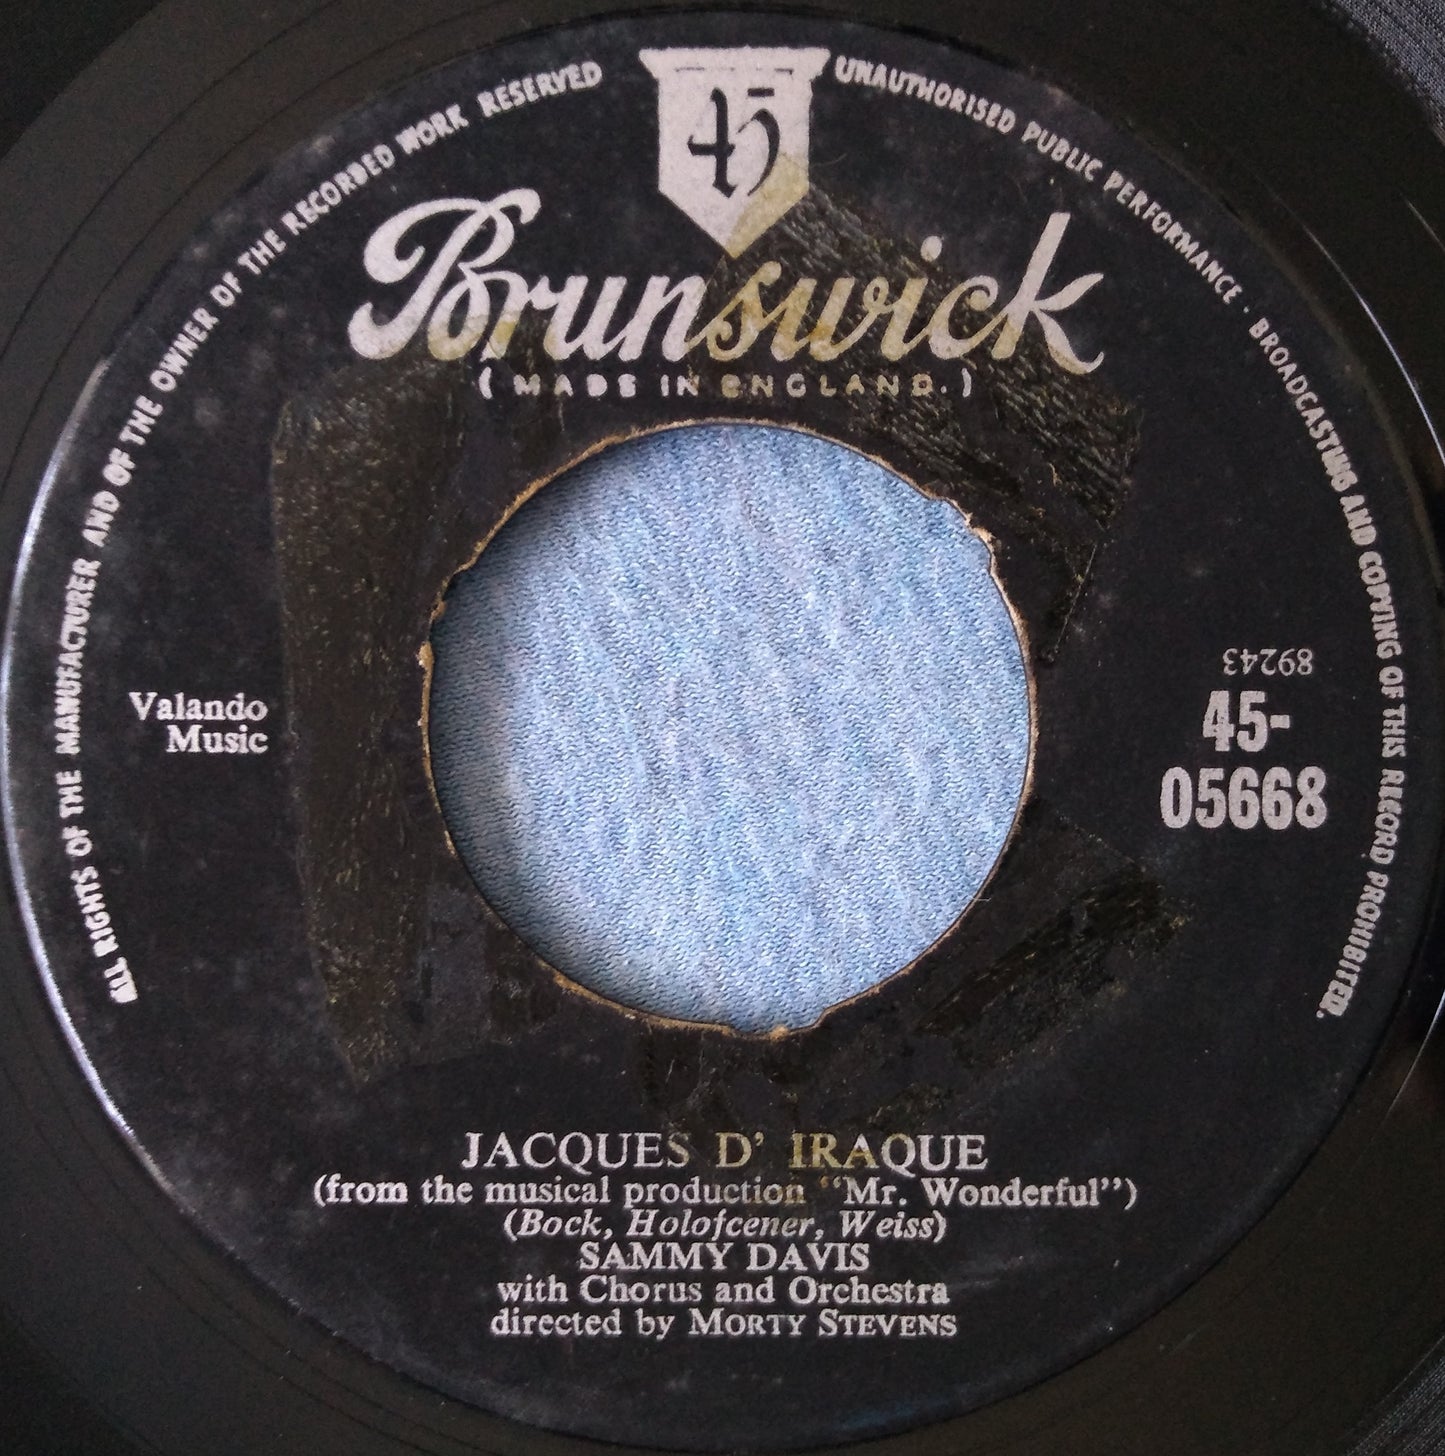 ALL RIGHTS OF THE MANUFACTURER AND OF THE OWNER OF THE RECORDED WORK RESERVED
UNAUTHORISED PUBLIC PERFORMANCE · BROADCASTING AND COPYING OF THIS RECORD PROHIBITED.
45
Brunswick
(MADE IN ENGLAND.)
Valando
Music
89243
45-
05668
JACQUES D' IRAQUE
(from the musical production "Mr. Wonderful")
(Bock, Holofcener, Weiss)
SAMMY DAVIS
with Chorus and Orchestra
directed by MORTY STEVENS